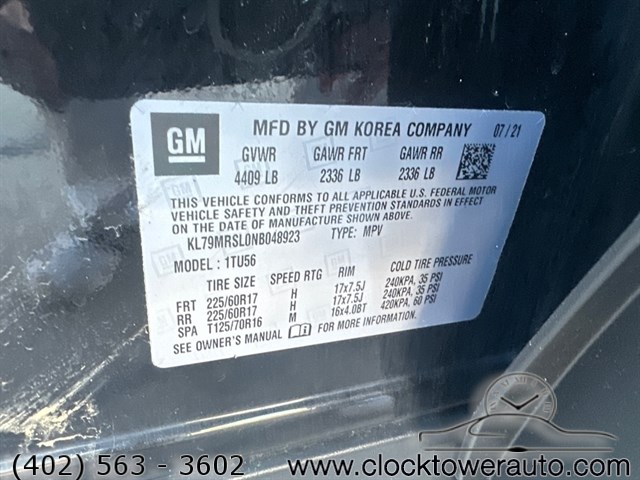 GM
MFD BY GM KOREA COMPANY 07/21
GVWR GAWR FRT GAWR RR
4409 LB 2336 LB 2336 LB
THIS VEHICLE CONFORMS TO ALL APPLICABLE U.S. FEDERAL MOTOR
VEHICLE SAFETY AND THEFT PREVENTION STANDARDS IN EFFECT
ON THE DATE OF MANUFACTURE SHOWN ABOVE.
KL79MRSL0NB048923 TYPE: MPV
MODEL: 1TU56
SPEED RTG RIM COLD TIRE PRESSURE
FRT 225/60R17 H 17x7.5J 240KPA, 35 PSI
RR 225/60R17 H 17x7.5J 240KPA, 35 PSI
SPA T125/70R16 M 16x4.0BT 420KPA, 60 PSI
SEE OWNER'S MANUAL FOR MORE INFORMATION
(402) 563 - 3602 www.clocktowerauto.com